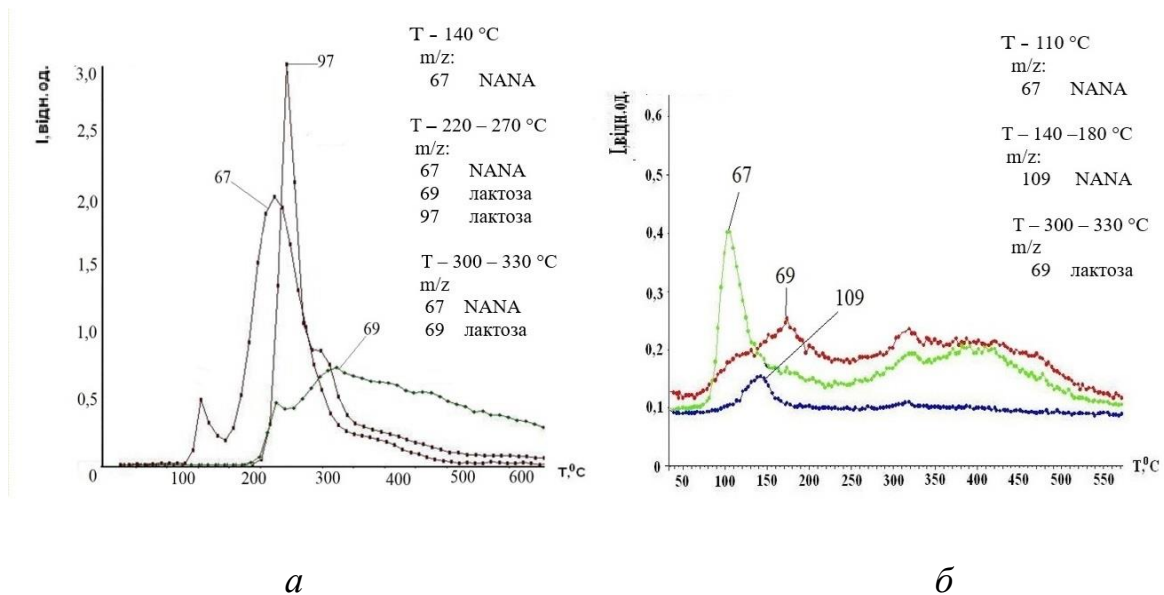 T - 140 °C
m/z:
67 NANA
T – 220 – 270 °C
m/z:
67 NANA
69 лактоза
97 лактоза
T – 300 – 330 °C
m/z
67 NANA
69 лактоза
I,відн.од.
3,0
2,5
2,0
1,5
1,0
0,5
0
97
67
69
100
200
300
400
500
600
T,⁰C
а
T - 110 °C
m/z:
67 NANA
T – 140 –180 °C
m/z:
109 NANA
T – 300 – 330 °C
m/z
69 лактоза
I,відн.од.
0,6
0,5
0,4
0,3
0,2
0,1
0
67
69
109
50
100
150
200
250
300
350
400
450
500
550
T,⁰C
б